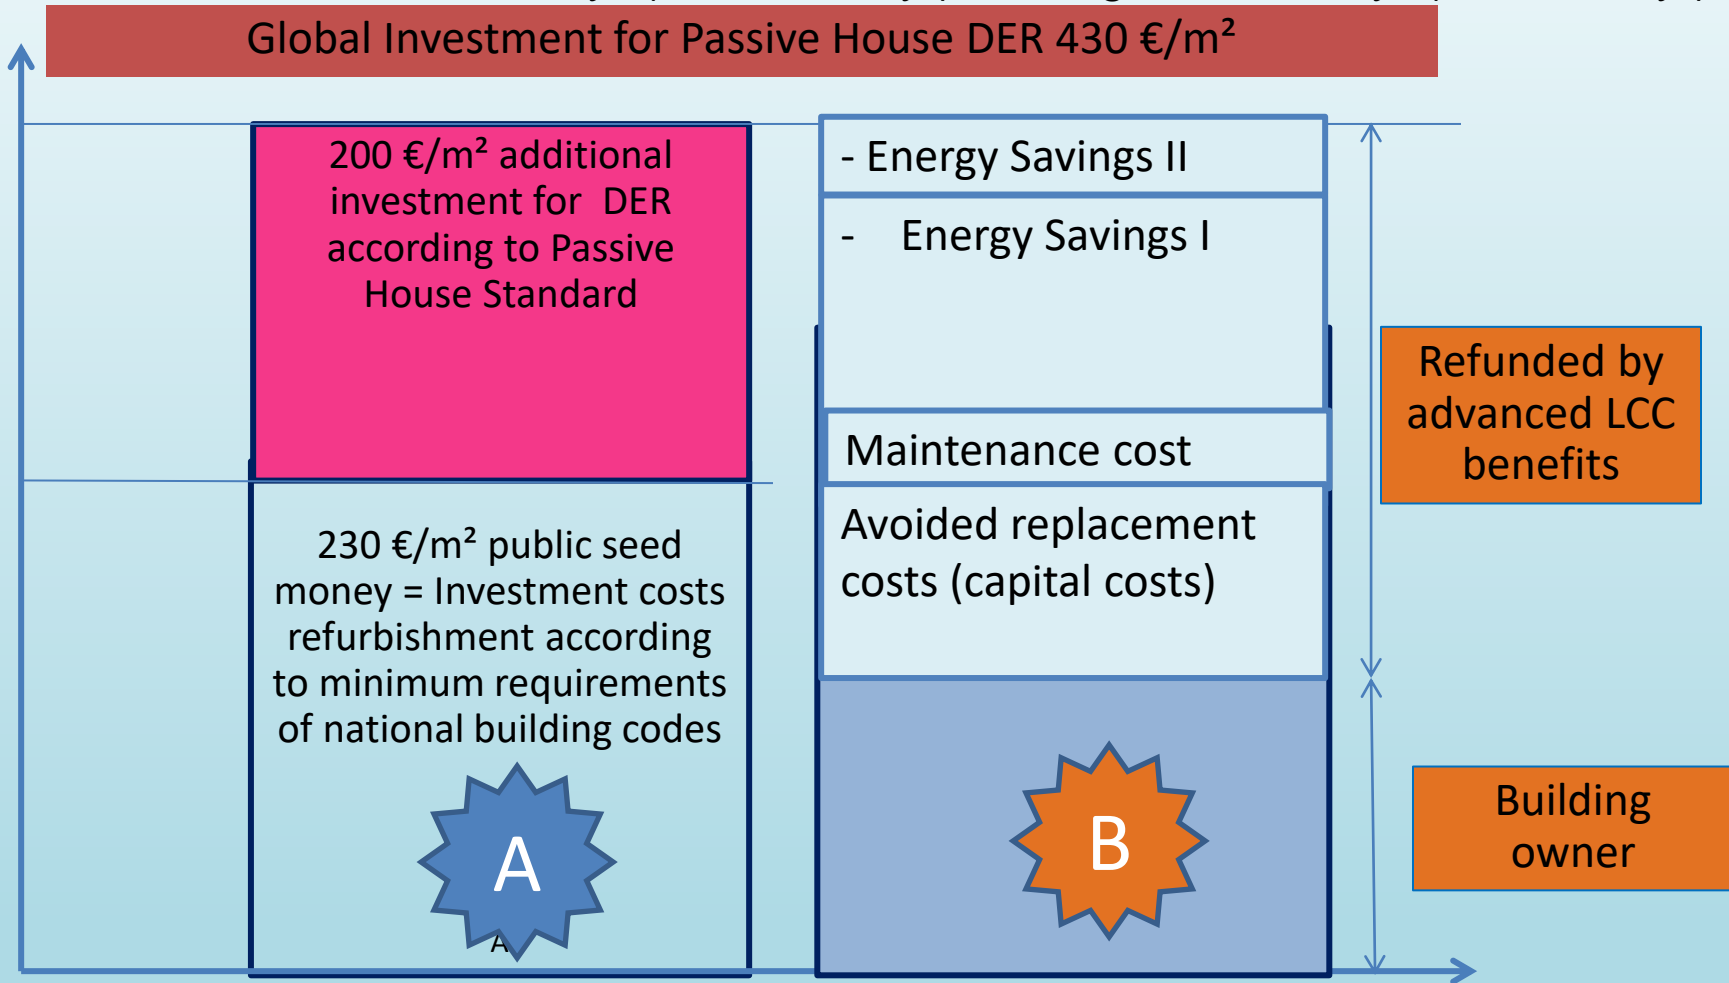 Global Investment for Passive House DER 430 €/m²
200 €/m² additional
investment for DER
according to Passive
House Standard
230 €/m² public seed
money = Investment costs
refurbishment according
to minimum requirements
of national building codes
A
A
- Energy Savings II
- Energy Savings I
Maintenance cost
Avoided replacement
costs (capital costs)
B
Refunded by
advanced LCC
benefits
Building
owner